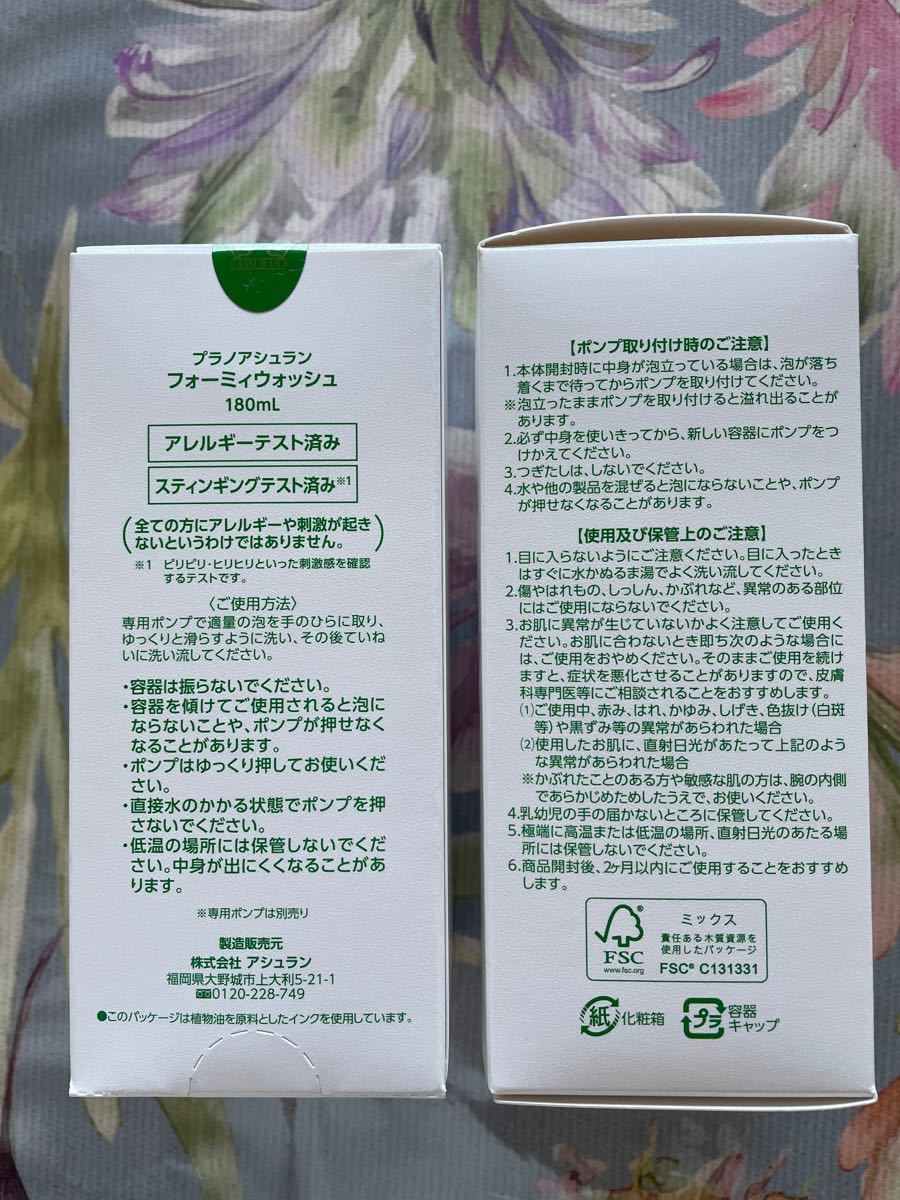 ASSURAN
プラノアシュラン
フォーミィウォッシュ
180mL
アレルギーテスト済み
スティンギングテスト済み※1
(全ての方にアレルギーや刺激が起き
ないというわけではありません。)
※1 ピリピリ・ヒリヒリといった刺激感を確認
するテストです。
〈ご使用方法〉
専用ポンプで適量の泡を手のひらに取り、
ゆっくりと滑らすように洗い、その後ていね
いに洗い流してください。
・容器は振らないでください。
・容器を傾けてご使用されると泡に
ならないことや、ポンプが押せなく
なることがあります。
・ポンプはゆっくり押してお使いくだ
さい。
・直接水のかかる状態でポンプを押
さないでください。
・低温の場所には保管しないでくだ
さい。中身が出にくくなることがあ
ります。
※専用ポンプは別売り
製造販売元
株式会社 アシュラン
福岡県大野城市上大利5-21-1
0120-228-749
●このパッケージは植物油を原料としたインクを使用しています。
【ポンプ取り付け時のご注意】
1.本体開封時に中身が泡立っている場合は、泡が落ち
着くまで待ってからポンプを取り付けてください。
※泡立ったままポンプを取り付けると溢れ出ることが
あります。
2.必ず中身を使いきってから、新しい容器にポンプをつ
けかえてください。
3.つぎたしは、しないでください。
4.水や他の製品を混ぜると泡にならないことや、ポンプ
が押せなくなることがあります。
【使用及び保管上のご注意】
1.目に入らないようにご注意ください。目に入ったとき
はすぐに水かぬるま湯でよく洗い流してください。
2.傷やはれもの、しっしん、かぶれなど、異常のある部位
にはご使用にならないでください。
3.お肌に異常が生じていないかよく注意してご使用くだ
さい。お肌に合わないとき即ち次のような場合に
は、ご使用をおやめください。そのままご使用を続け
ますと、症状を悪化させることがありますので、皮膚
科専門医等にご相談されることをおすすめします。
(1)ご使用中、赤み、はれ、かゆみ、しげき、色抜け(白斑
等)や黒ずみ等の異常があらわれた場合
(2)使用したお肌に、直射日光があたって上記のよう
な異常があらわれた場合
※かぶれたことのある方や敏感な肌の方は、腕の内側
であらかじめためしたうえで、お使いください。
4.乳幼児の手の届かないところに保管してください。
5.極端に高温または低温の場所、直射日光のあたる場
所には保管しないでください。
6.商品開封後、2ヶ月以内にご使用することをおすすめ
します。
FSC
www.fsc.org
ミックス
責任ある木質資源を
使用したパッケージ
FSC® C131331
紙 化粧箱
プラ 容器
キャップ